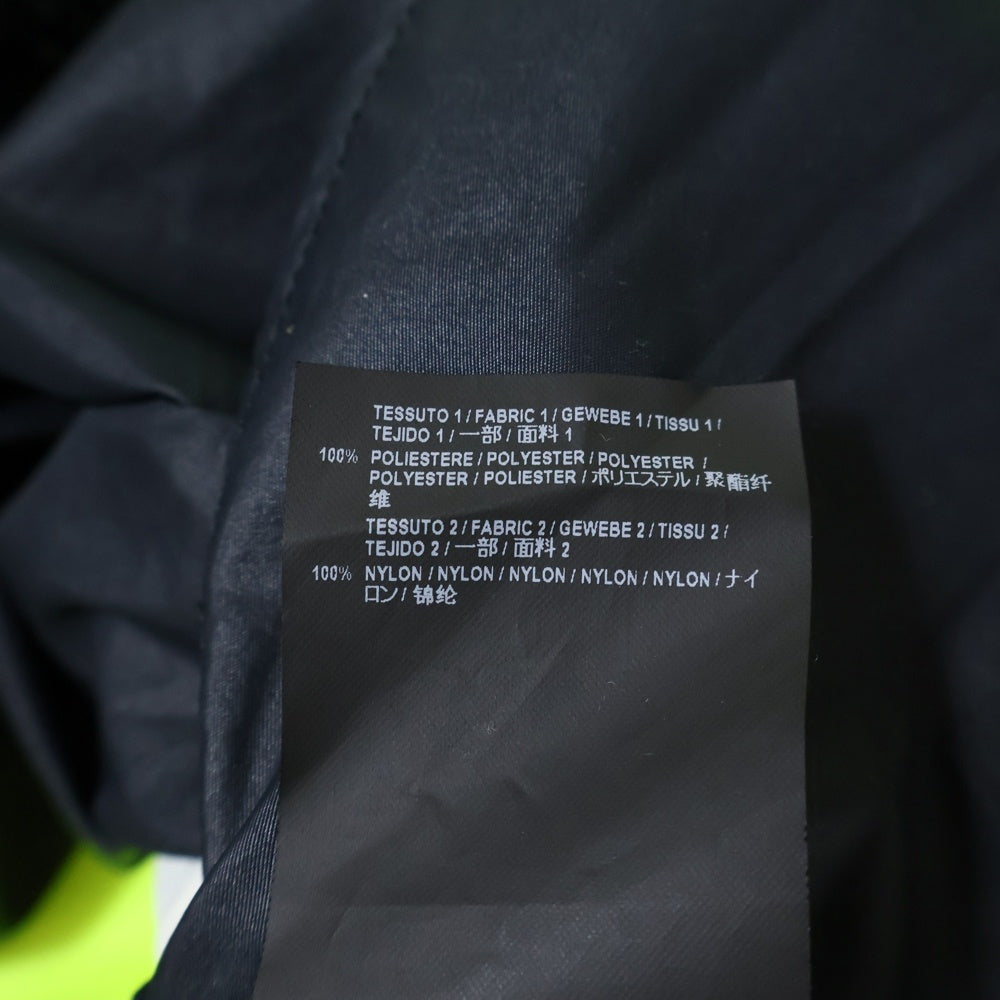 TESSUTO 1 / FABRIC 1 / GEWEBE 1 / TISSU 1 /
TEJIDO 1 / 一部 / 面料 1
100% POLIESTERE / POLYESTER / POLYESTER /
POLYESTER / POLIESTER / ポリエステル / 聚酯纤
维
TESSUTO 2 / FABRIC 2 / GEWEBE 2 / TISSU 2 /
TEJIDO 2 / 一部 / 面料 2
100% NYLON / NYLON / NYLON / NYLON / NYLON / ナイ
ロン / 锦纶